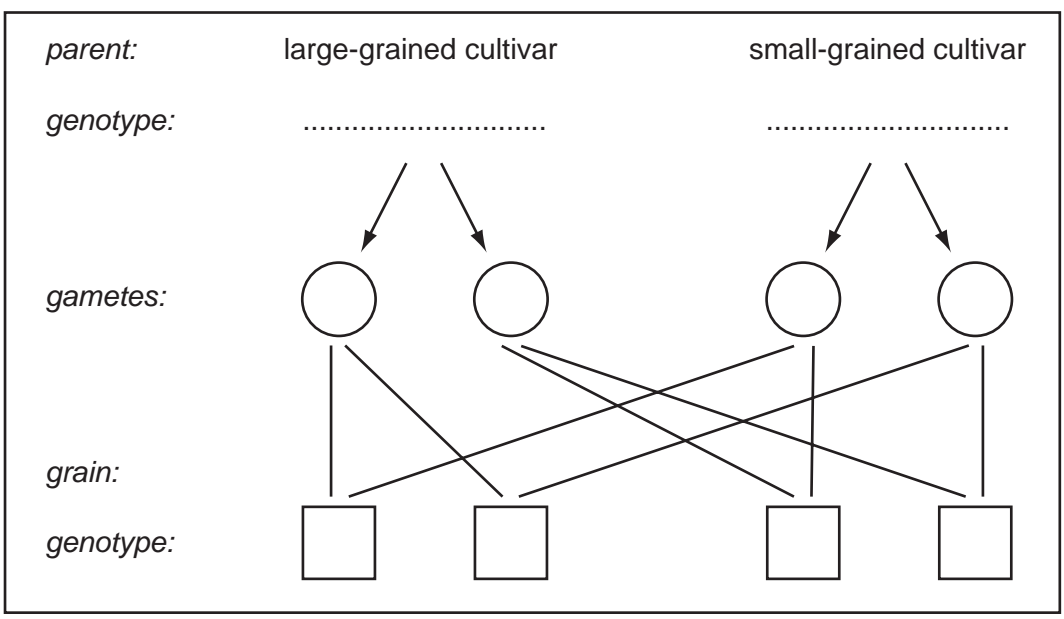 parent: large-grained cultivar small-grained cultivar
genotype: .............................. ..............................
gametes:
grain:
genotype: